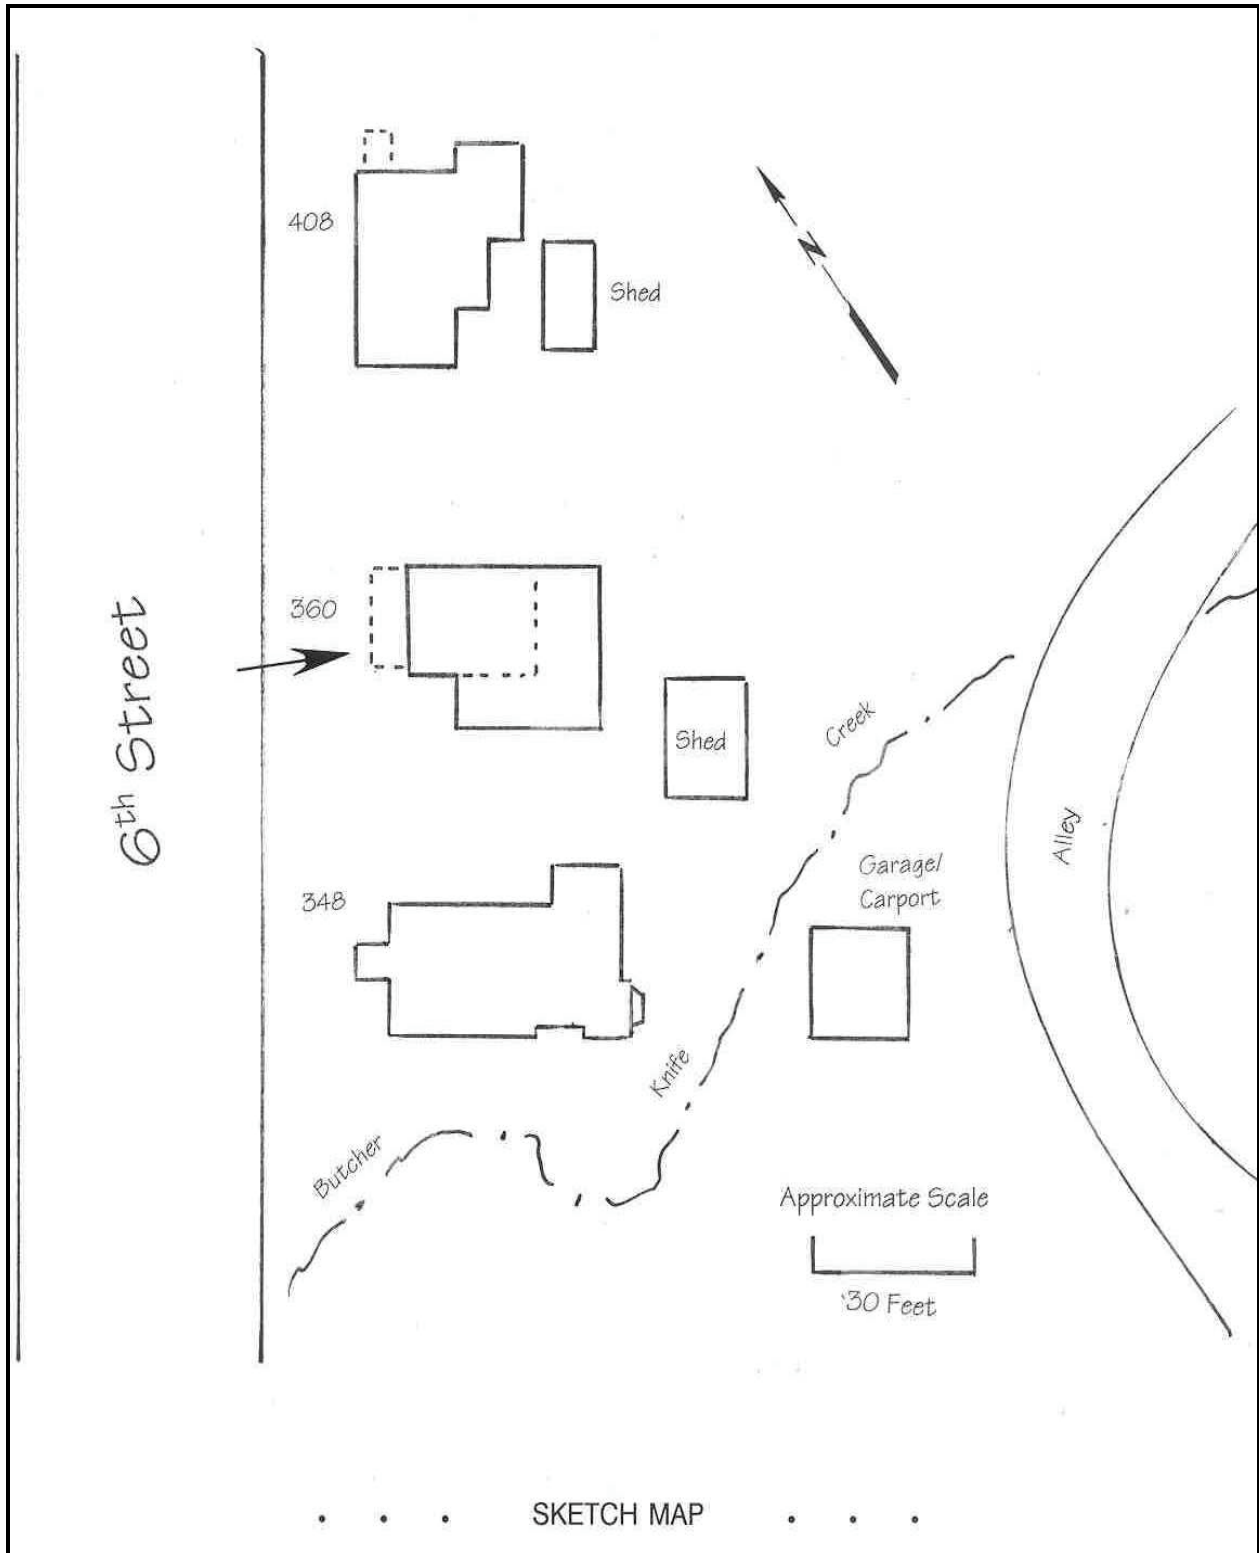 408
Shed
N
6th Street
360
Shed
Creek
Alley
Garage/
Carport
348
Knife
Butcher
Approximate Scale
'30 Feet
. . . SKETCH MAP . . .